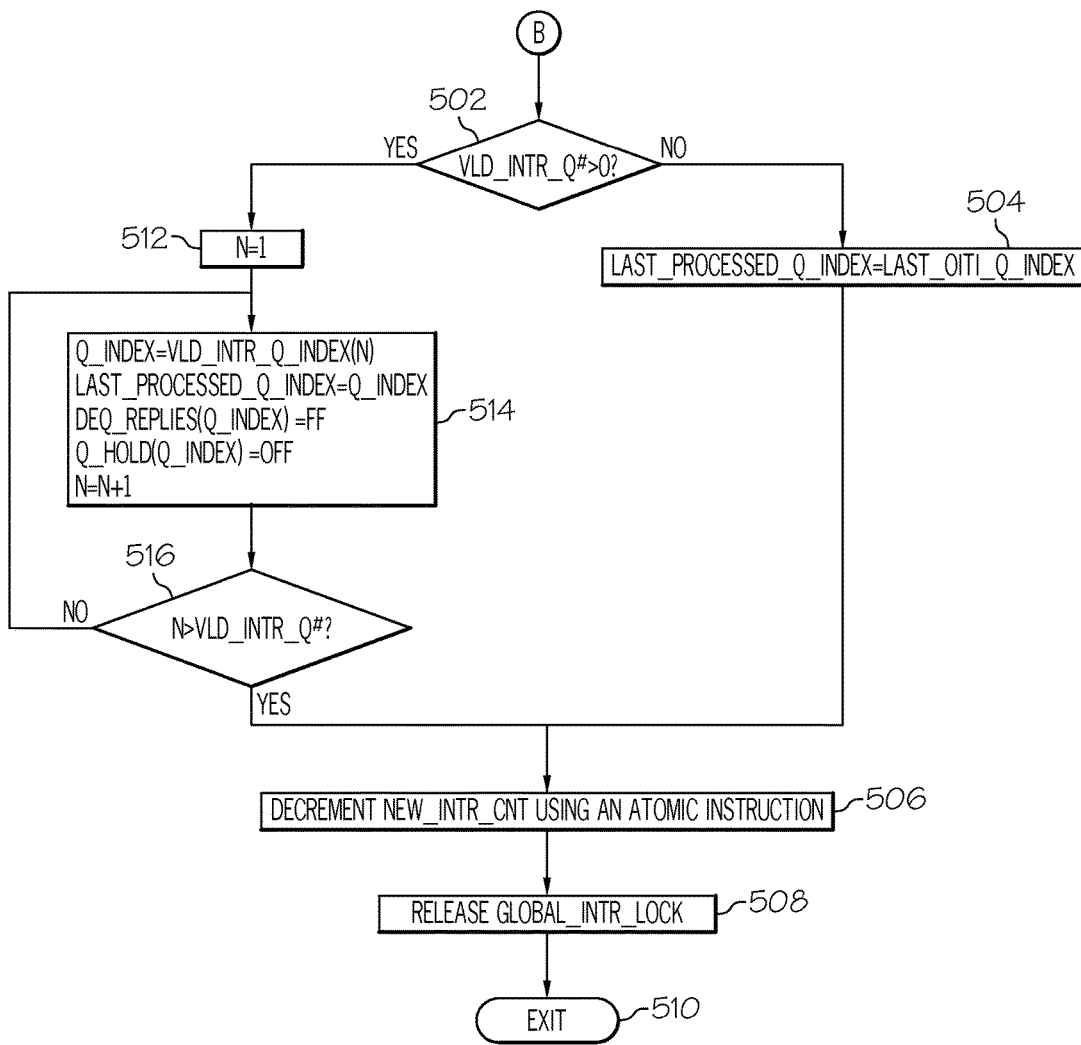 B
502
YES
VLD_INTR_Q#>0?
NO
512
N=1
504
LAST_PROCESSED_Q_INDEX=LAST_OITI_Q_INDEX
Q_INDEX=VLD_INTR_Q_INDEX(N)
LAST_PROCESSED_Q_INDEX=Q_INDEX
DEQ_REPLIES(Q_INDEX) =FF
Q_HOLD(Q_INDEX) =OFF
N=N+1
514
516
NO
N>VLD_INTR_Q#?
YES
DECREMENT NEW_INTR_CNT USING AN ATOMIC INSTRUCTION
506
RELEASE GLOBAL_INTR_LOCK
508
EXIT
510